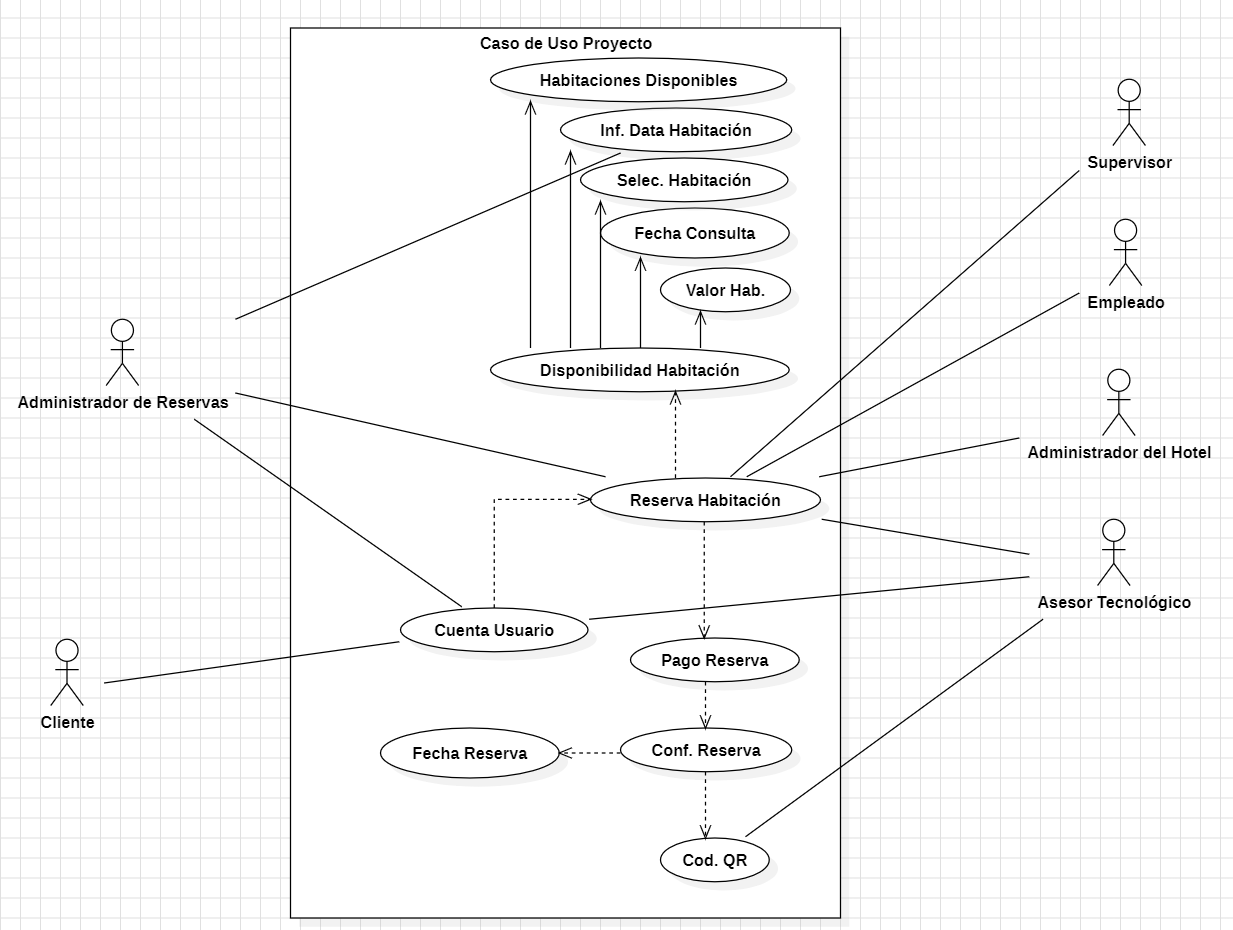 Caso de Uso Proyecto
Habitaciones Disponibles
Inf. Data Habitación
Selec. Habitación
Fecha Consulta
Valor Hab.
Disponibilidad Habitación
Reserva Habitación
Cuenta Usuario
Pago Reserva
Conf. Reserva
Fecha Reserva
Cod. QR
Administrador de Reservas
Cliente
Supervisor
Empleado
Administrador del Hotel
Asesor Tecnológico